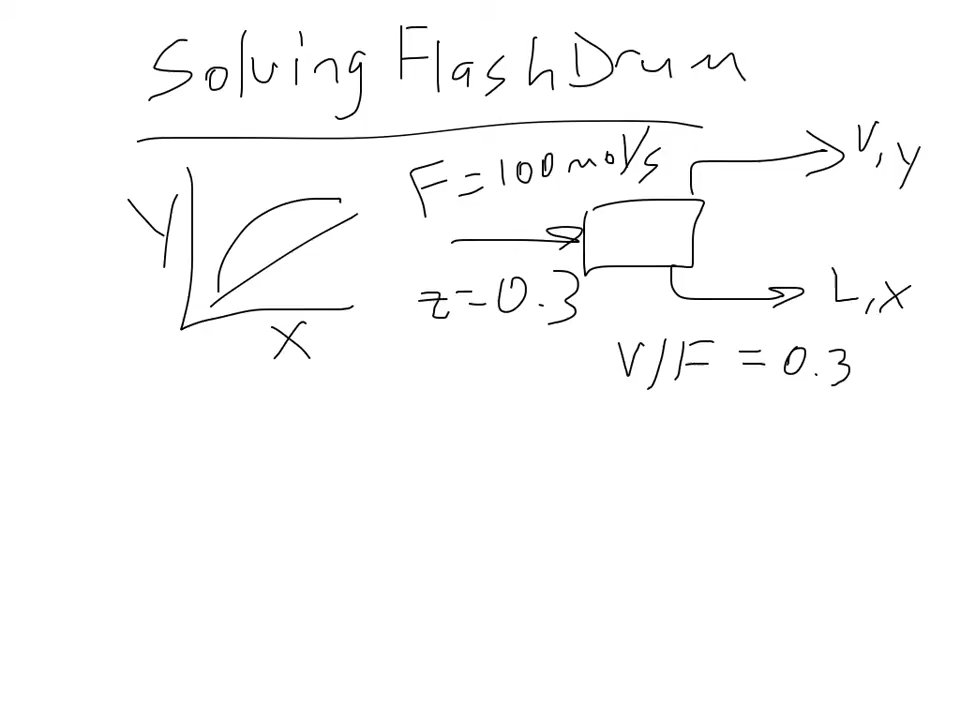 Solving Flash Drum
F = 100 mol/s
V, y
Y
z = 0.3
L, x
X
V/F = 0.3